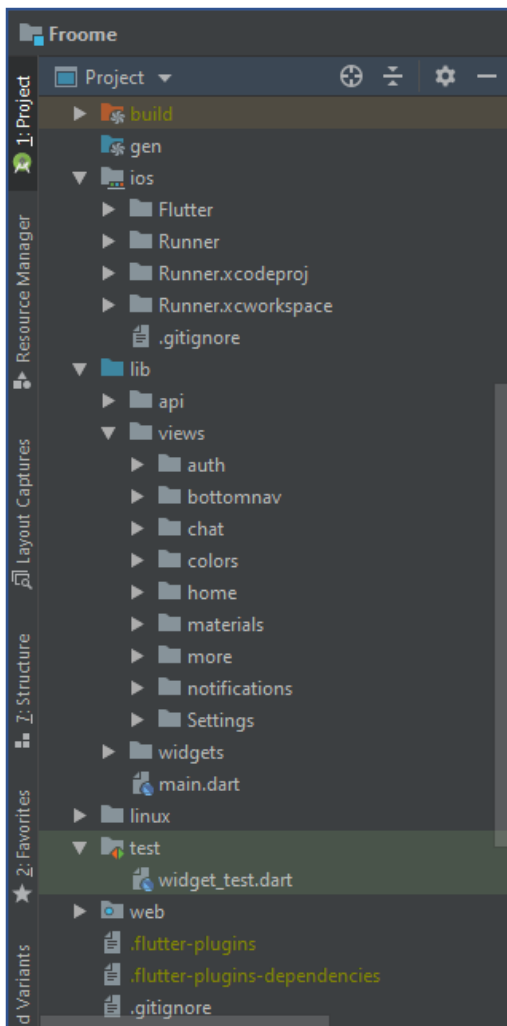 Froome
Project
build
gen
ios
Flutter
Runner
Runner.xcodeproj
Runner.xcworkspace
.gitignore
lib
api
views
auth
bottomnav
chat
colors
home
materials
more
notifications
Settings
widgets
main.dart
linux
test
widget_test.dart
web
.flutter-plugins
.flutter-plugins-dependencies
.gitignore
1: Project
Resource Manager
Layout Captures
7: Structure
2: Favorites
d Variants